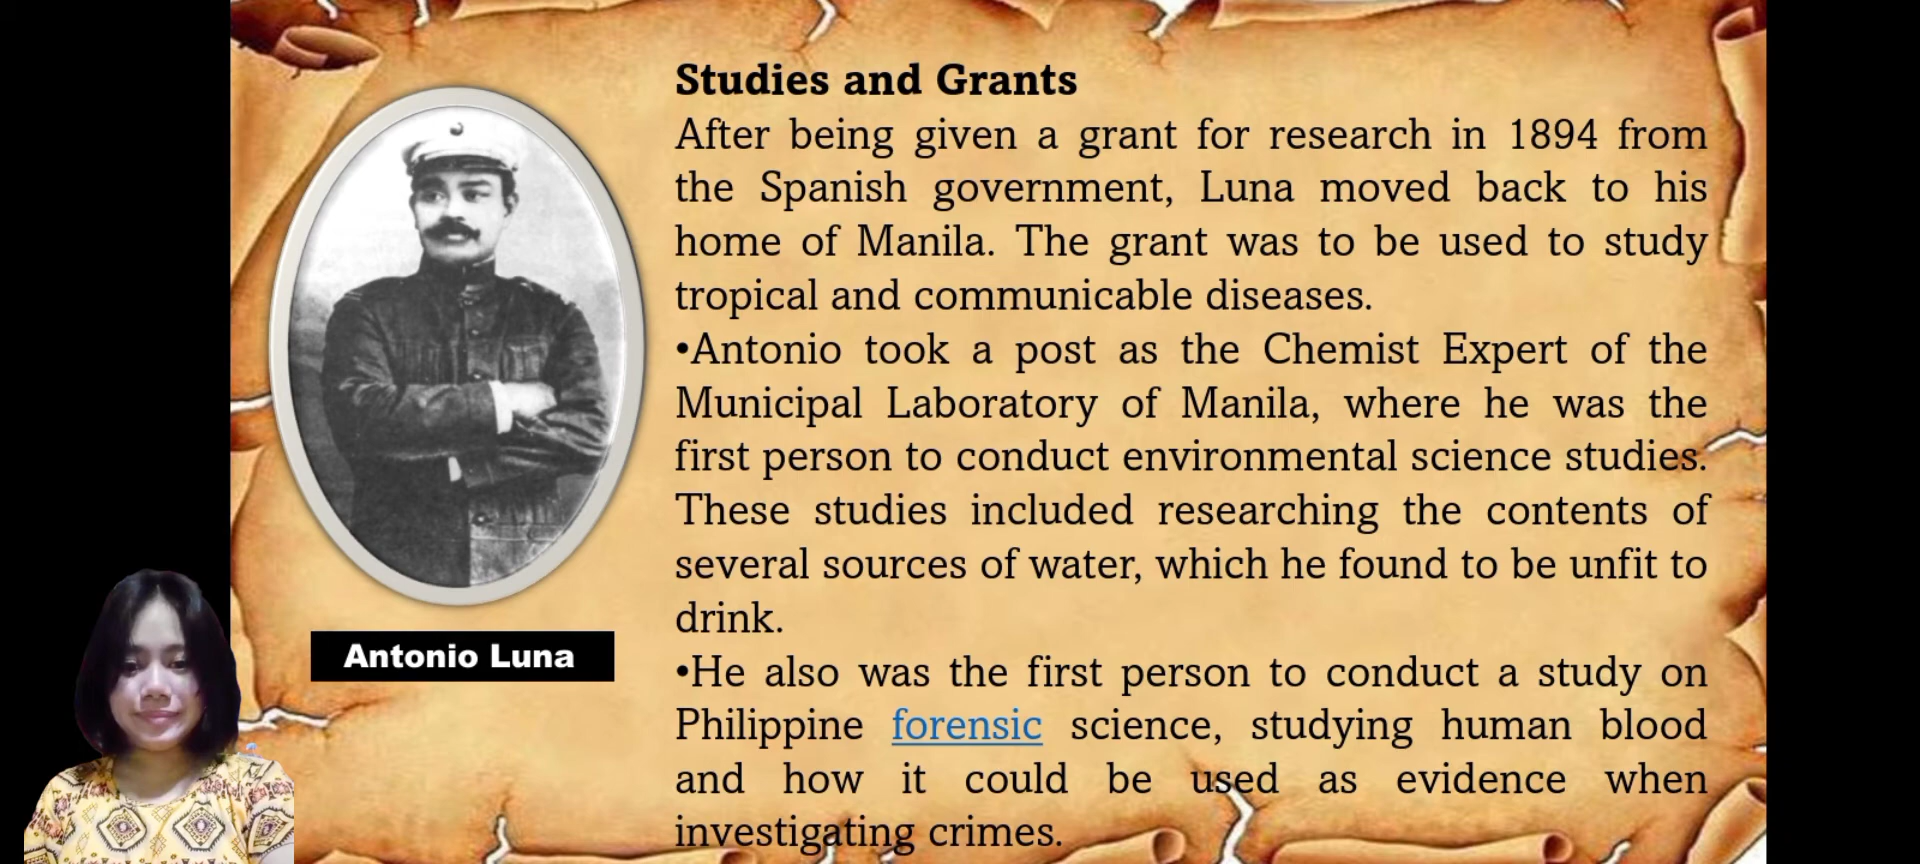 Studies and Grants
After being given a grant for research in 1894 from
the Spanish government, Luna moved back to his
home of Manila. The grant was to be used to study
tropical and communicable diseases.
•Antonio took a post as the Chemist Expert of the
Municipal Laboratory of Manila, where he was the
first person to conduct environmental science studies.
These studies included researching the contents of
several sources of water, which he found to be unfit to
drink.
•He also was the first person to conduct a study on
Philippine forensic science, studying human blood
and how it could be used as evidence when
investigating crimes.
Antonio Luna